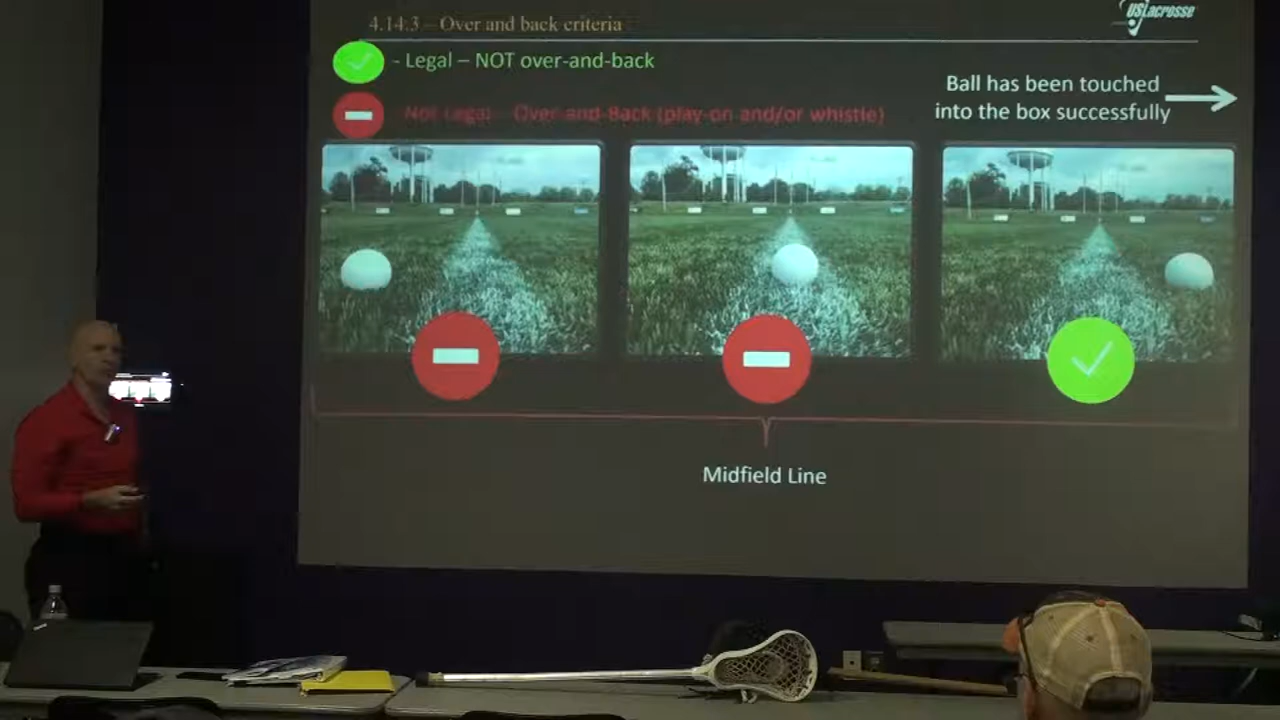 4.14.3 – Over and back criteria
USLacrosse
- Legal – NOT over-and-back
Not Legal – Over-and-Back (play-on and/or whistle)
Ball has been touched
into the box successfully
Midfield Line